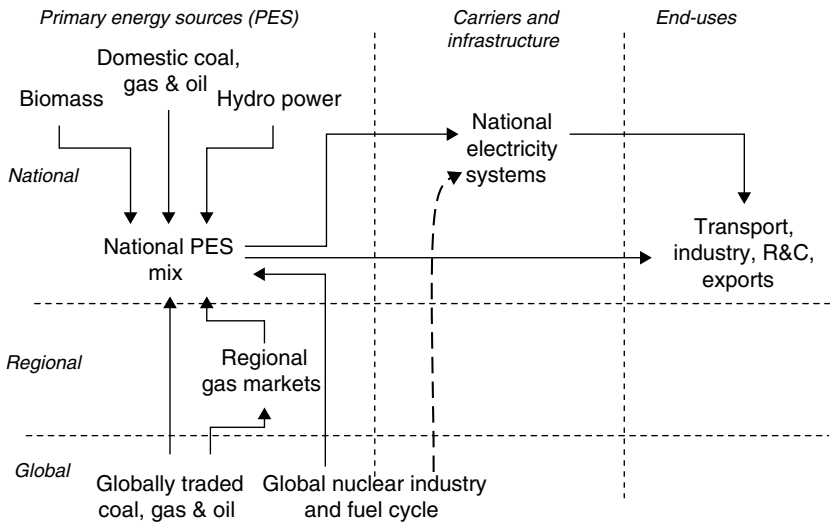 Primary energy sources (PES)
Carriers and
infrastructure
End-uses
Domestic coal,
gas & oil
Biomass
Hydro power
National
electricity
systems
National
Transport,
industry, R&C,
exports
National PES
mix
Regional
Regional
gas markets
Global
Globally traded
coal, gas & oil
Global nuclear industry
and fuel cycle